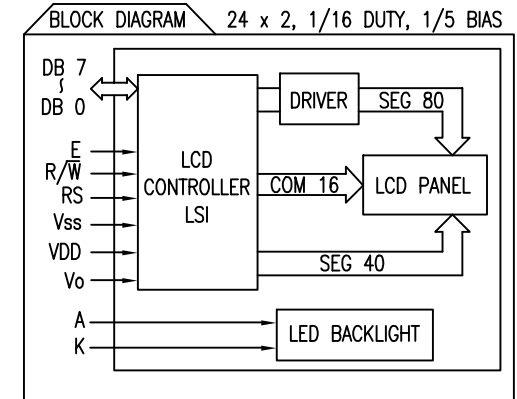 BLOCK DIAGRAM
24 x 2, 1/16 DUTY, 1/5 BIAS
DB 7
~
DB 0
E
R/W̅
RS
Vss
VDD
Vo
A
K
LCD
CONTROLLER
LSI
DRIVER
SEG 80
COM 16
LCD PANEL
SEG 40
LED BACKLIGHT